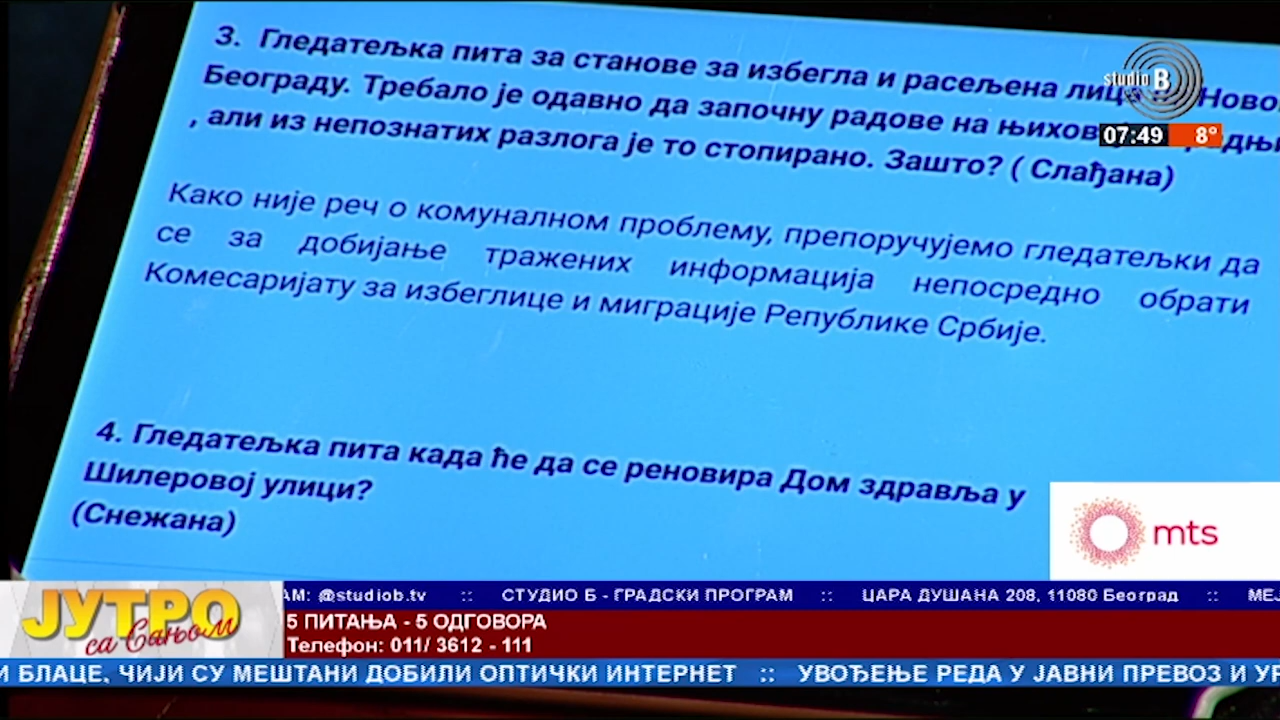 3. Гледатељка пита за станове за избегла и расељена лица Ново
Београду. Требало је одавно да започну радове на њихов
, али из непознатих разлога је то стопирано. Зашто? ( Слађана)
Како није реч о комуналном проблему, препоручујемо гледатељки да
се за добијање тражених информација непосредно обрати
Комесаријату за избеглице и миграције Републике Србије.
4. Гледатељка пита када ће да се реновира Дом здравља у
Шилеровој улици?
(Снежана)
studio B
07:49 8°
mts
ЈУТРО
са Сањом
АМ: @studiob.tv :: СТУДИО Б - ГРАДСКИ ПРОГРАМ :: ЦАРА ДУШАНА 208, 11080 Београд :: МЕЈ
5 ПИТАЊА - 5 ОДГОВОРА
Телефон: 011/ 3612 - 111
И БЛАЦЕ, ЧИЈИ СУ МЕШТАНИ ДОБИЛИ ОПТИЧКИ ИНТЕРНЕТ :: УВОЂЕЊЕ РЕДА У ЈАВНИ ПРЕВОЗ И УР